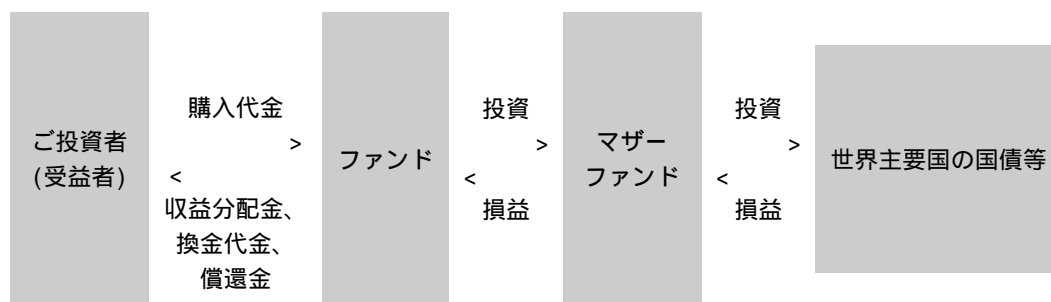 ご投資者
(受益者)
購入代金
>
<
収益分配金、
換金代金、
償還金
ファンド
投資
>
<
損益
マザー
ファンド
投資
>
<
損益
世界主要国の国債等